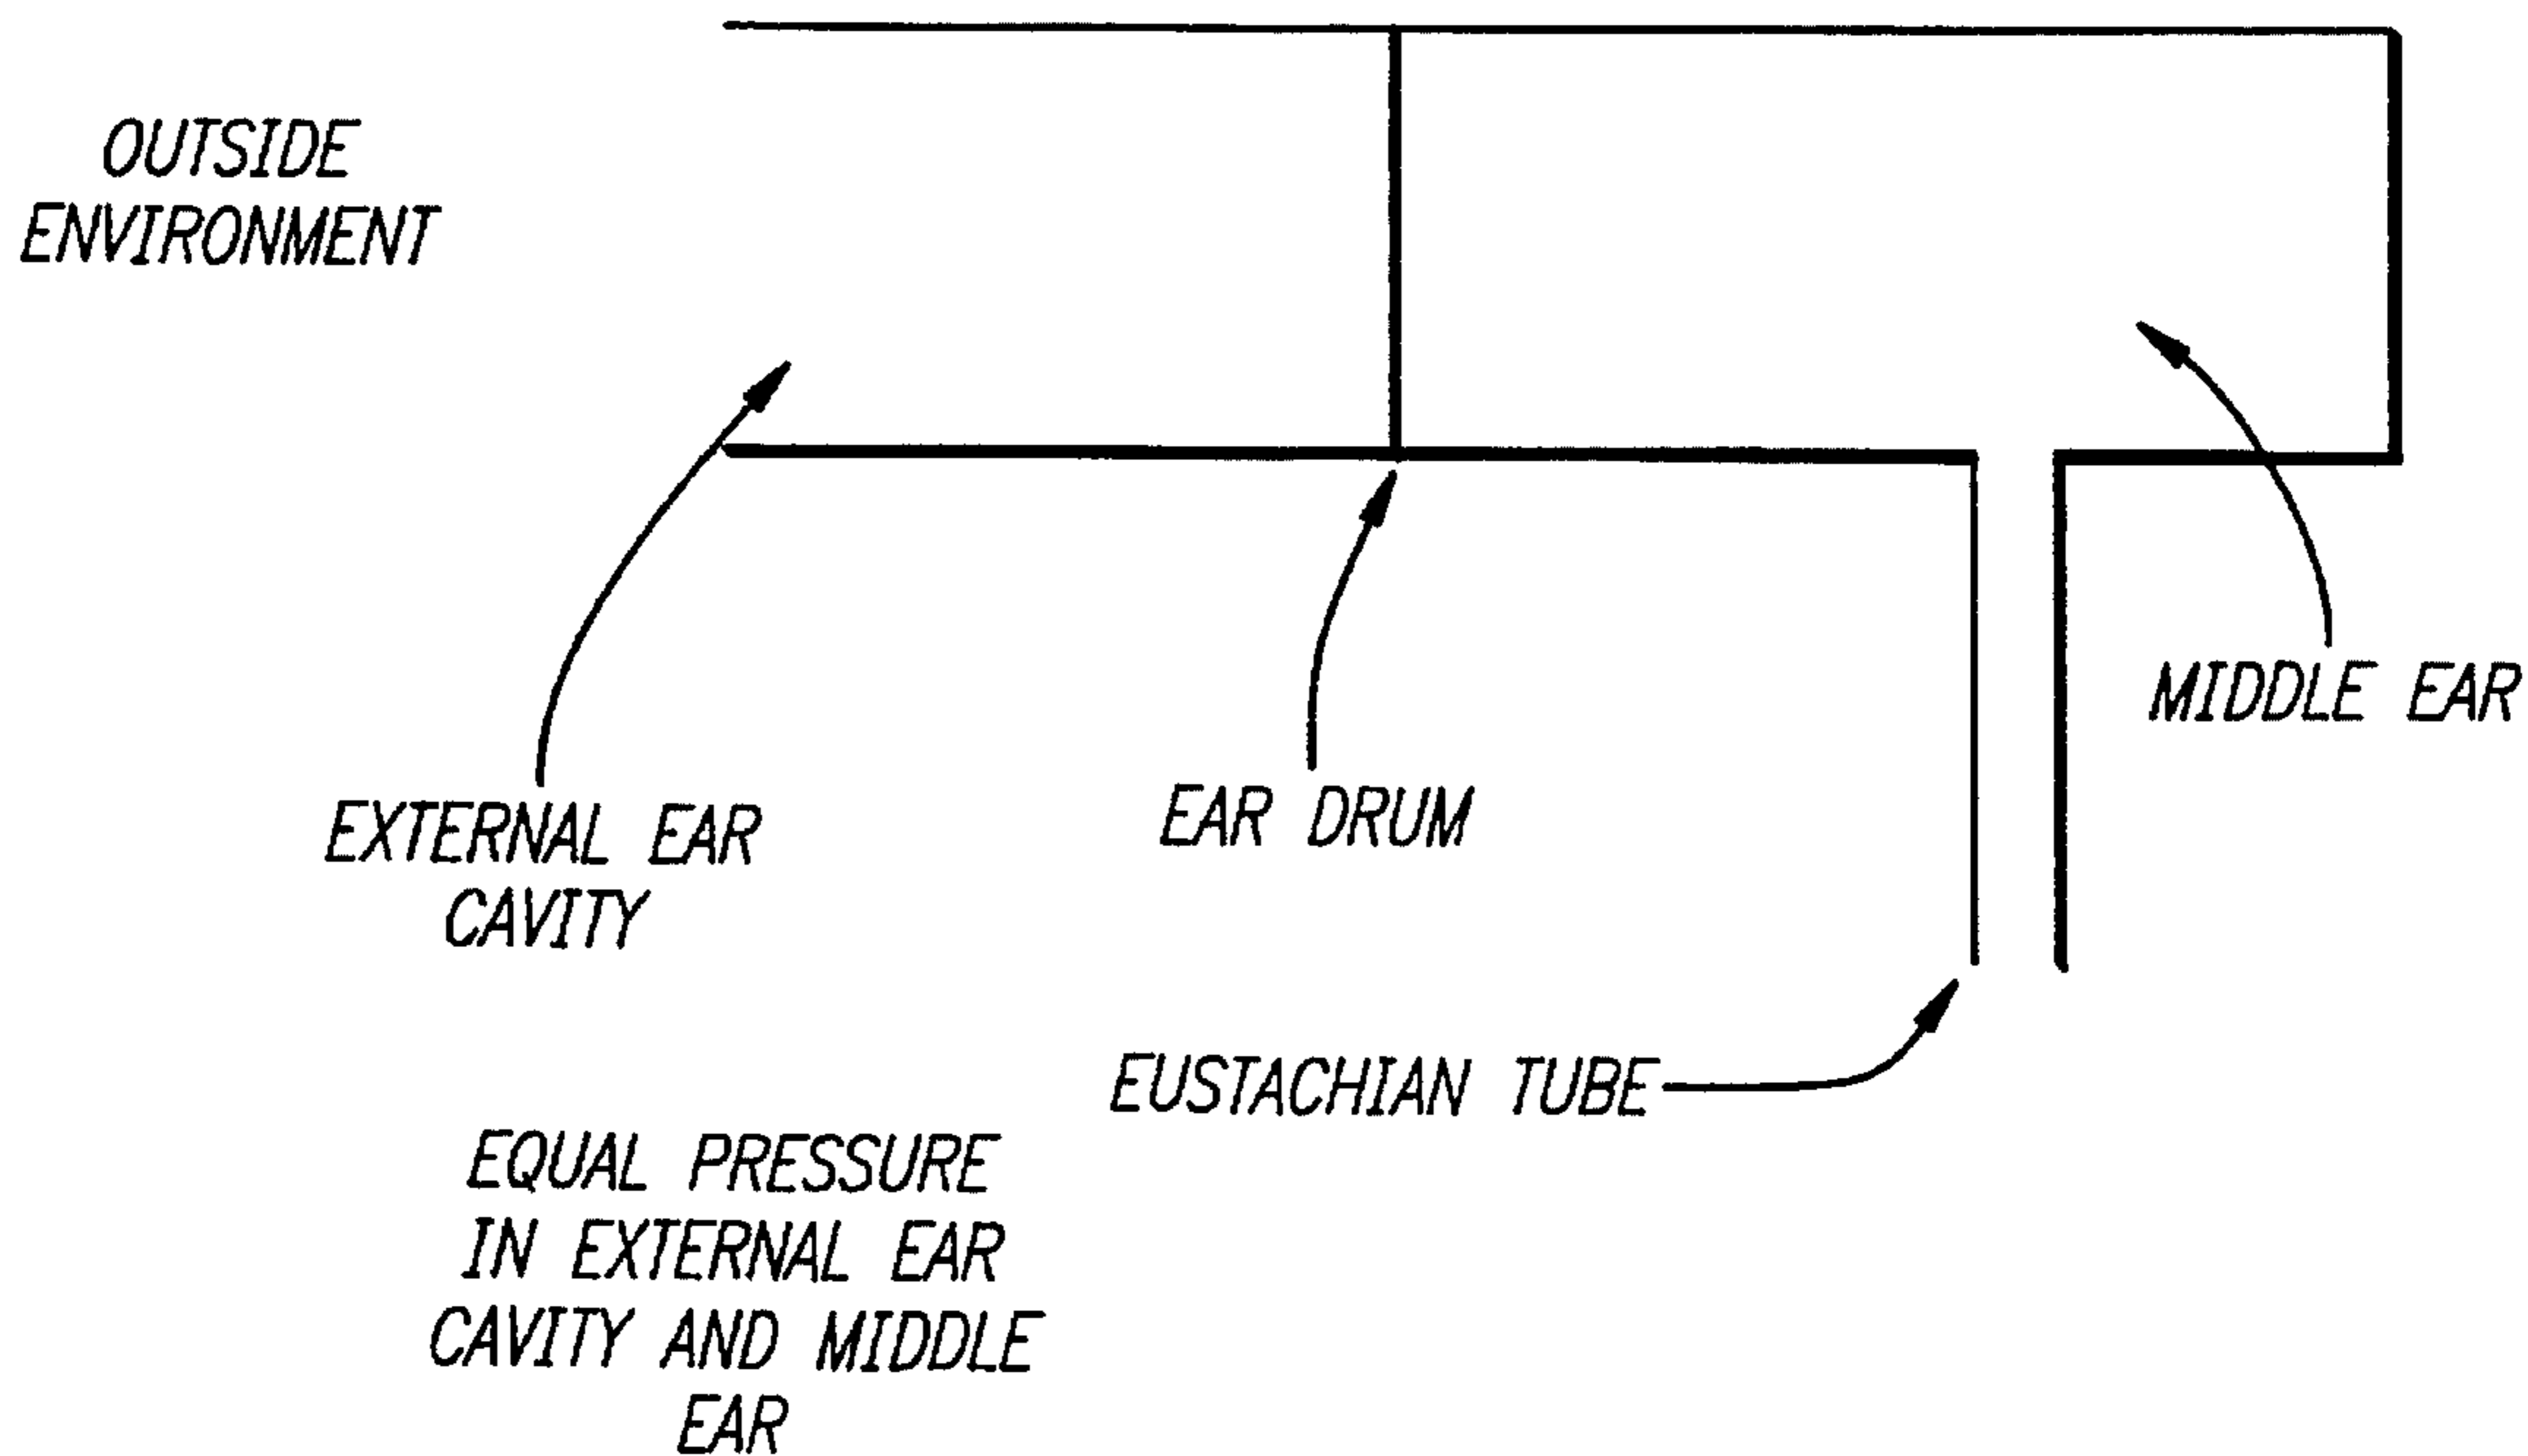 OUTSIDE
ENVIRONMENT
MIDDLE EAR
EXTERNAL EAR
CAVITY
EAR DRUM
EUSTACHIAN TUBE
EQUAL PRESSURE
IN EXTERNAL EAR
CAVITY AND MIDDLE
EAR